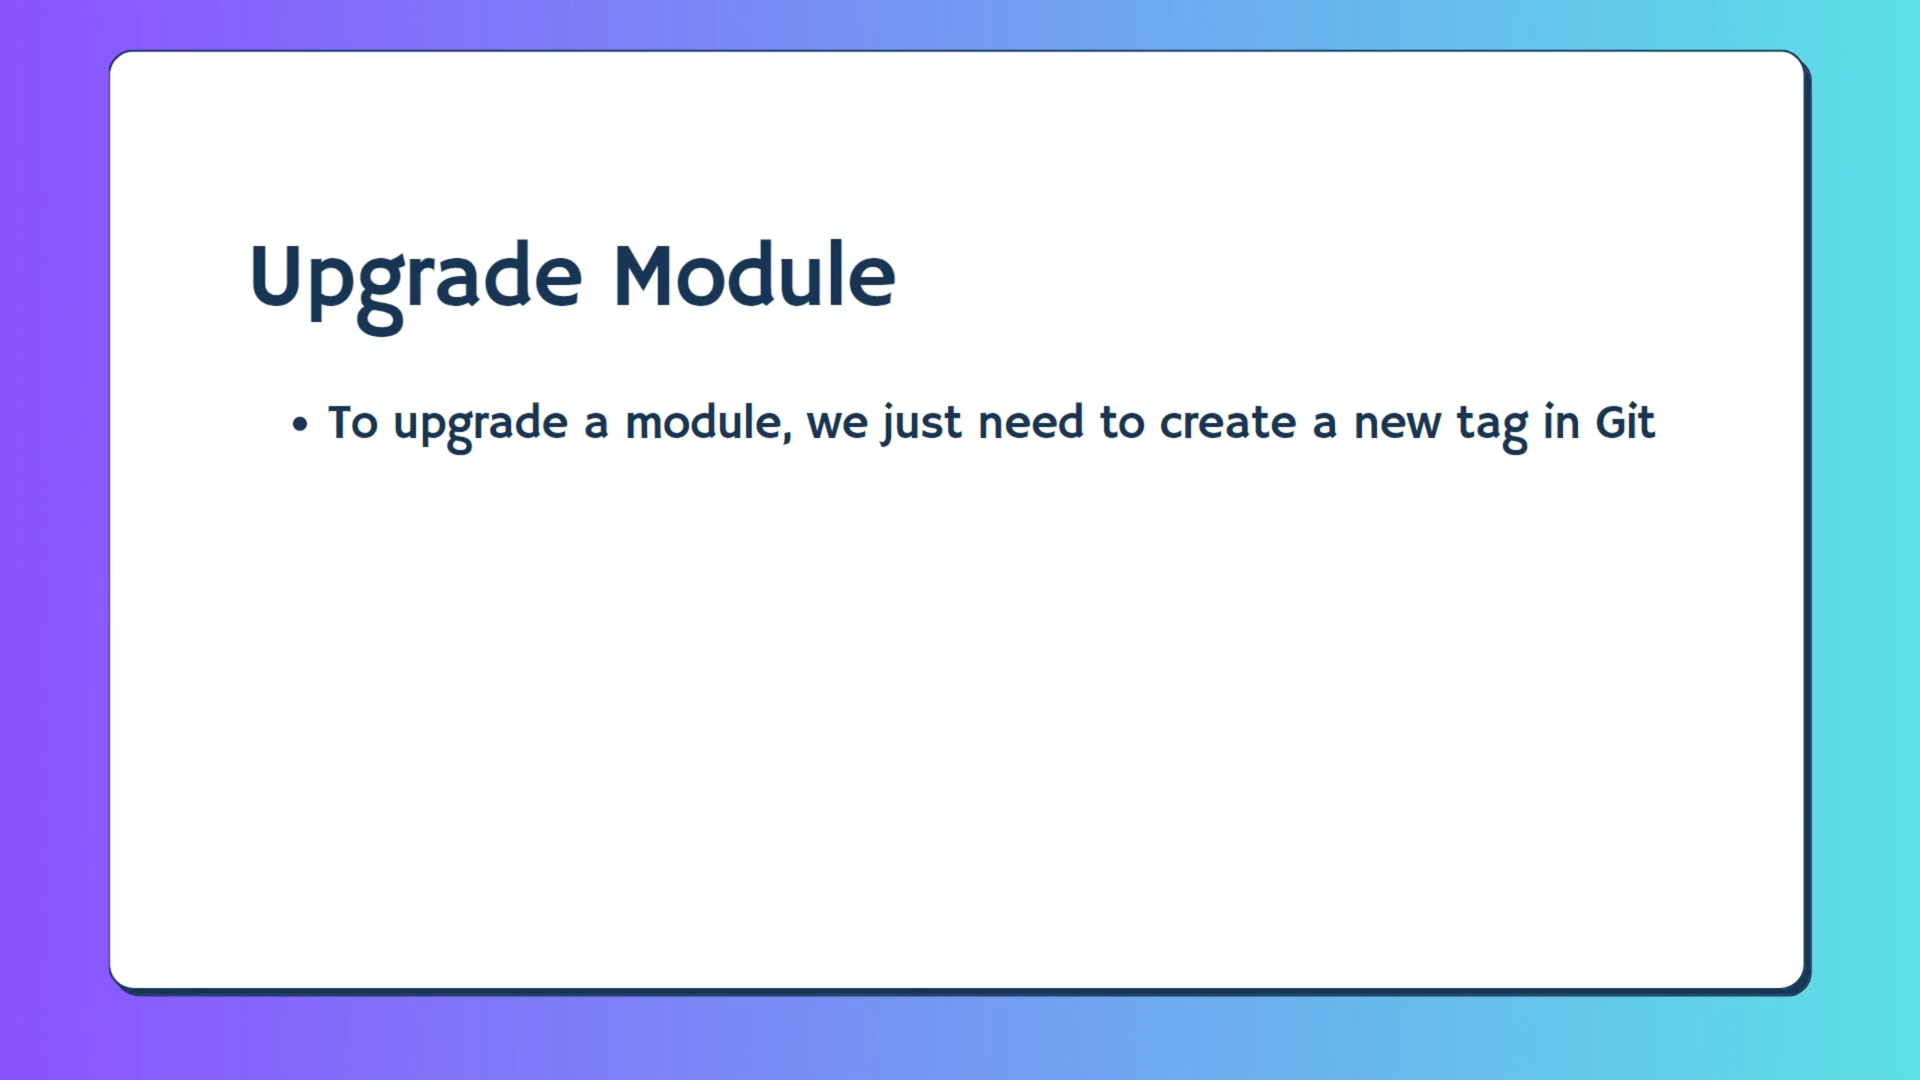 Upgrade Module
• To upgrade a module, we just need to create a new tag in Git